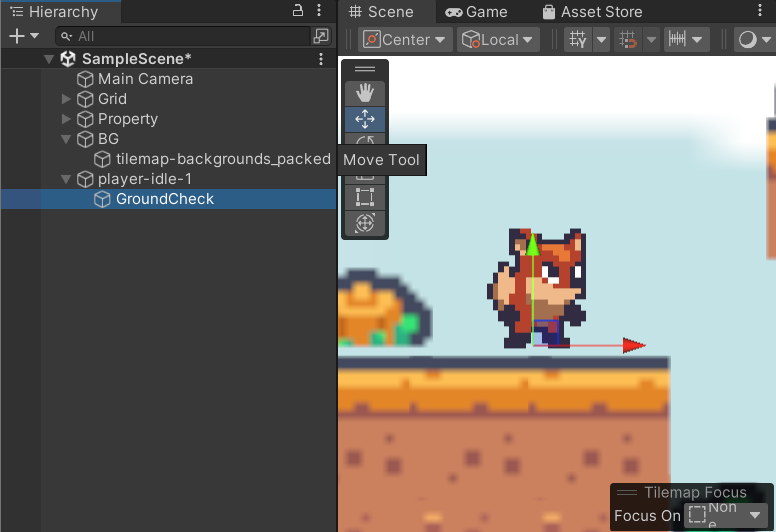 Hierarchy
All
SampleScene*
Main Camera
Grid
Property
BG
tilemap-backgrounds_packed
player-idle-1
GroundCheck
Scene Game Asset Store
Center Local
Move Tool
Tilemap Focus
Focus On Non
e